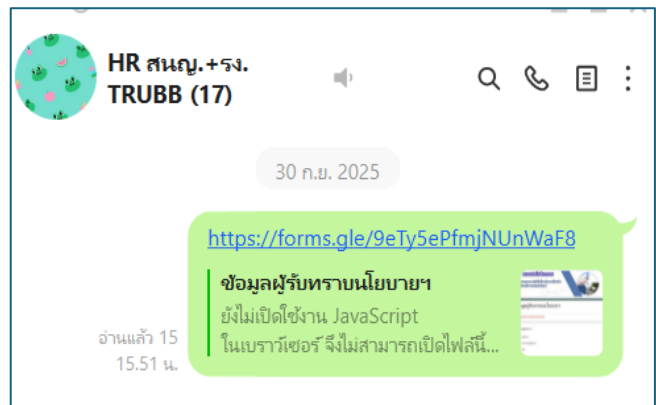 HR สนญ.+รง.
TRUBB (17)
30 ก.ย. 2025
https://forms.gle/9eTy5ePfmjNUnWaF8
ข้อมูลผู้รับทราบนโยบายฯ
ยังไม่เปิดใช้งาน JavaScript
ในเบราว์เซอร์ จึงไม่สามารถเปิดไฟล์นี้...
อ่านแล้ว 15
15.51 น.